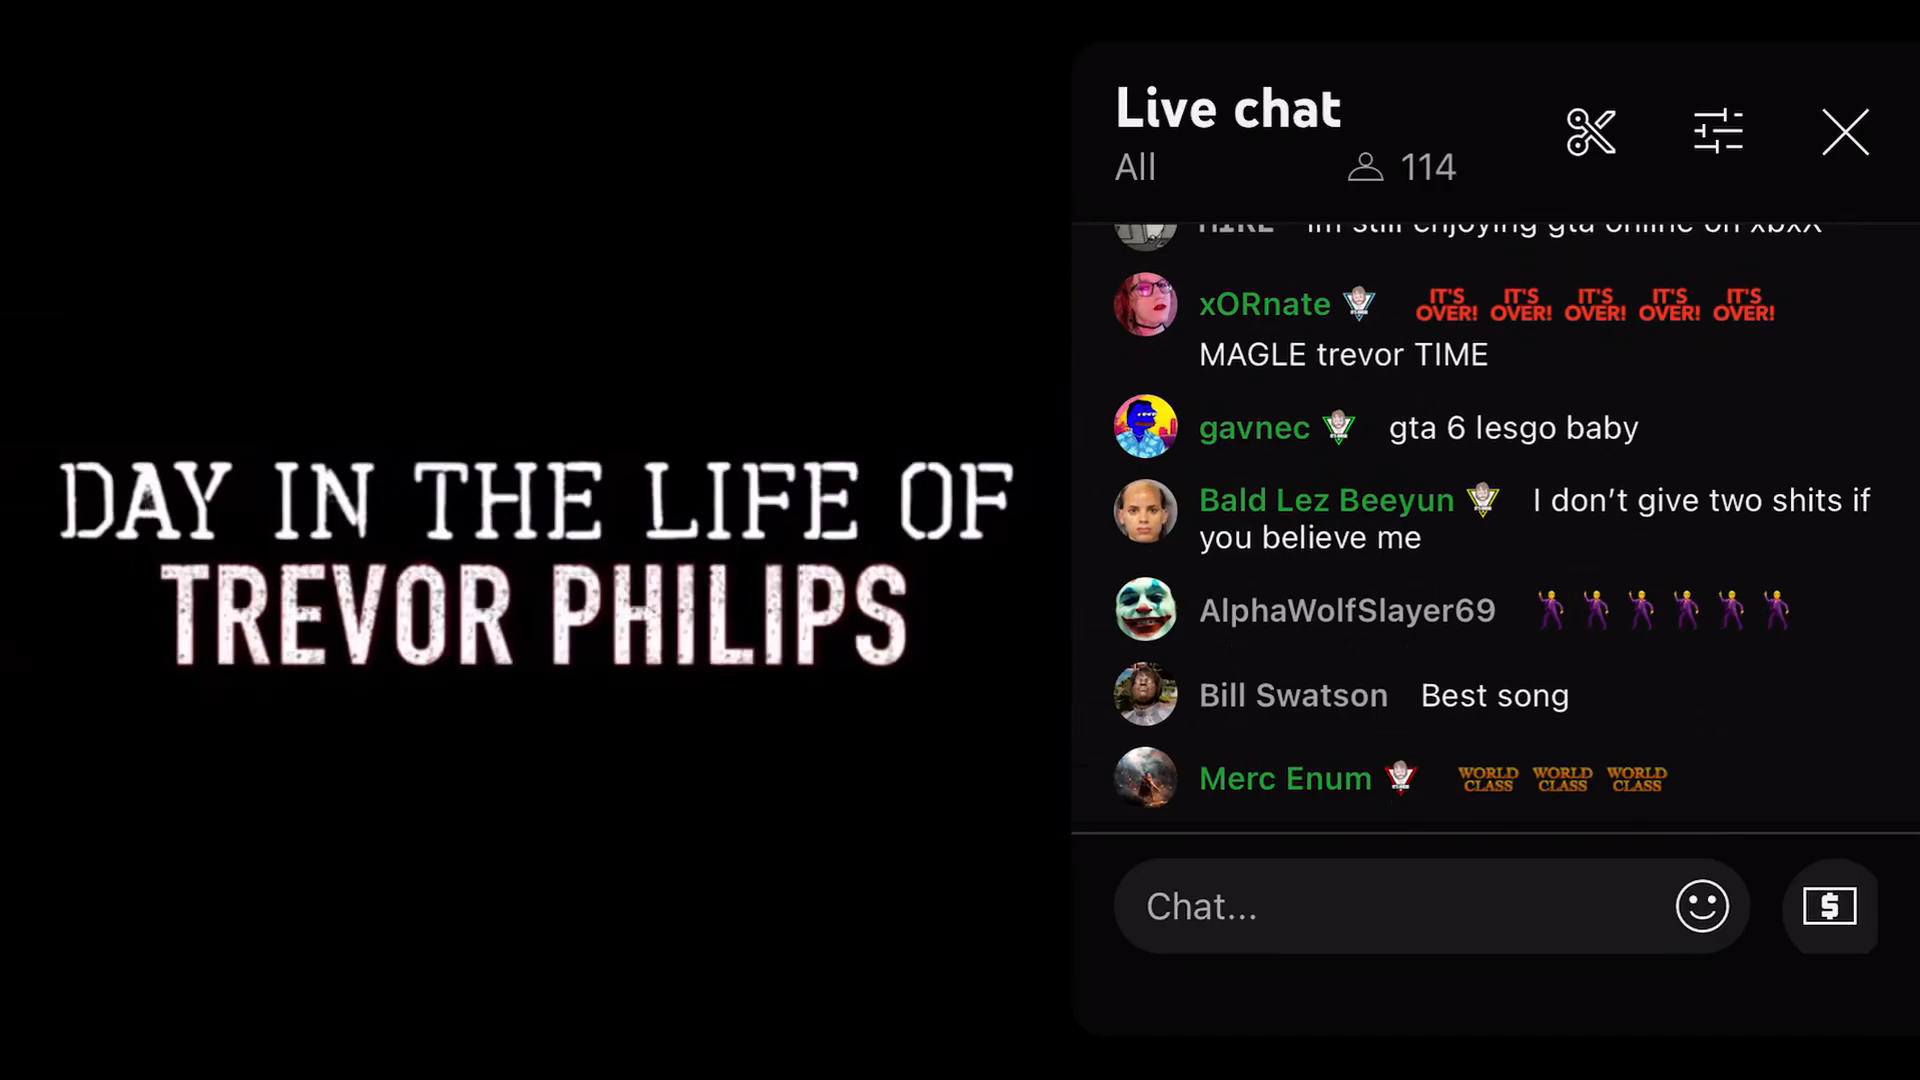 DAY IN THE LIFE OF
TREVOR PHILIPS
Live chat
All 114
im still enjoying gta online on xbxX
xORnate IT'S OVER! IT'S OVER! IT'S OVER! IT'S OVER! IT'S OVER!
MAGLE trevor TIME
gavnec gta 6 lesgo baby
Bald Lez Beeyun I don’t give two shits if
you believe me
AlphaWolfSlayer69
Bill Swatson Best song
Merc Enum WORLD CLASS WORLD CLASS WORLD CLASS
Chat...
$